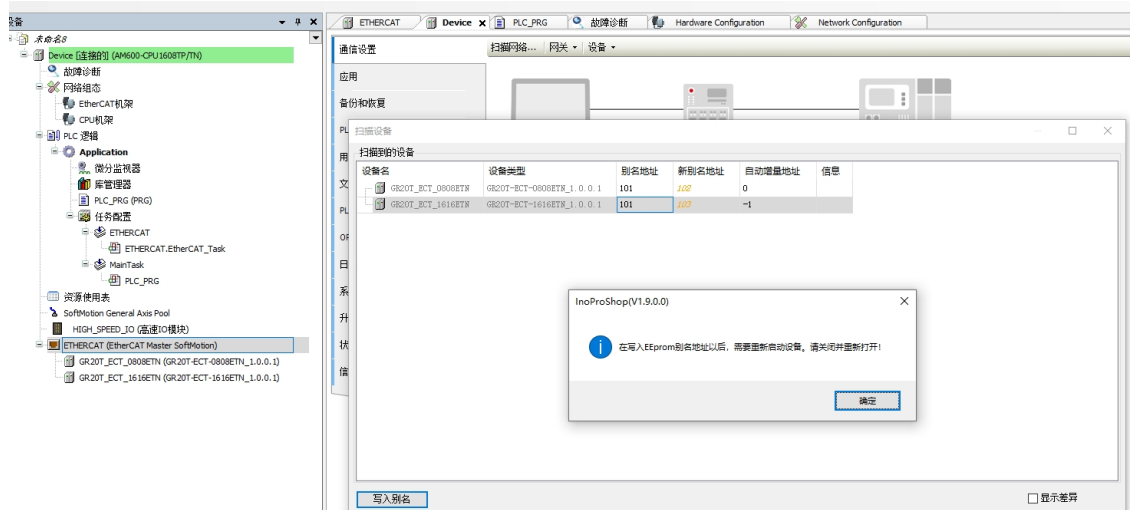 设备
ETHERCAT
Device
PLC_PRG
故障诊断
Hardware Configuration
Network Configuration
未命名8
Device [连接的] (AM600-CPU1608TP/TN)
故障诊断
网络组态
EtherCAT机架
CPU机架
PLC 逻辑
Application
微分监视器
库管理器
PLC_PRG (PRG)
任务配置
ETHERCAT
ETHERCAT.EtherCAT_Task
MainTask
PLC_PRG
资源使用表
SoftMotion General Axis Pool
HIGH_SPEED_IO (高速IO模块)
ETHERCAT (EtherCAT Master SoftMotion)
GR20T_ECT_0808ETN (GR20T-ECT-0808ETN_1.0.0.1)
GR20T_ECT_1616ETN (GR20T-ECT-1616ETN_1.0.0.1)
通信设置
扫描网络... 网关 设备
应用
备份和恢复
PL
用
文
PL
OF
日
系
升
状
信
扫描设备
扫描到的设备
设备名 设备类型 别名地址 新别名地址 自动增量地址 信息
GR20T_ECT_0808ETN GR20T-ECT-0808ETN_1.0.0.1 101 102 0
GR20T_ECT_1616ETN GR20T-ECT-1616ETN_1.0.0.1 101 103 -1
InoProShop(V1.9.0.0)
在写入EEprom别名地址以后，需要重新启动设备。请关闭并重新打开！
确定
写入别名
显示差异